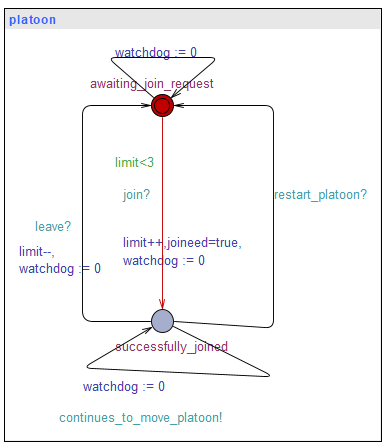 platoon
watchdog := 0
awaiting_join_request
limit<3
join?
restart_platoon?
leave?
limit++,joineed=true,
watchdog := 0
limit--,
watchdog := 0
successfully_joined
watchdog := 0
continues_to_move_platoon!